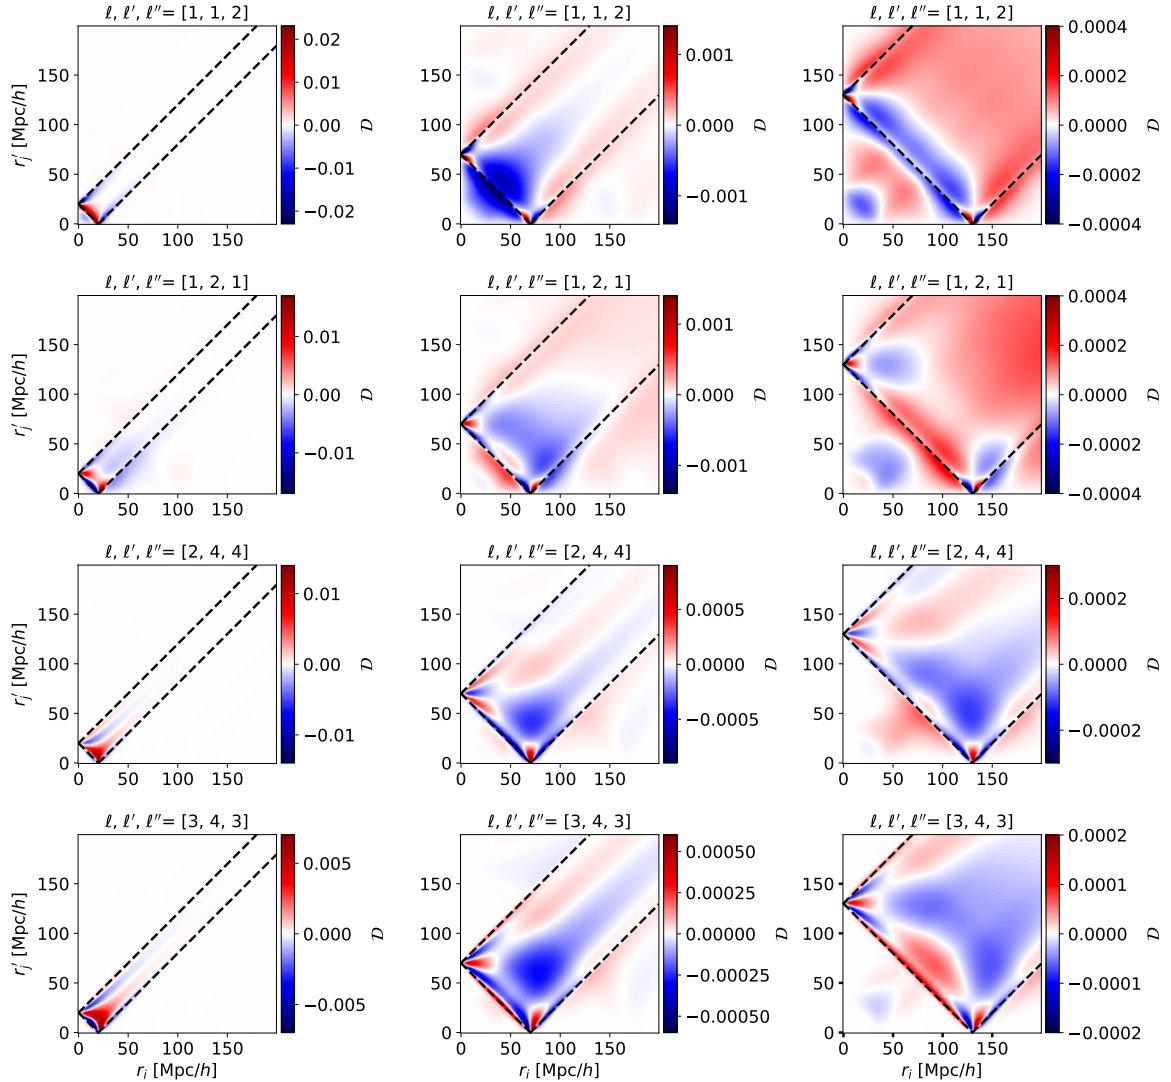 ℓ, ℓ′, ℓ″= [1, 1, 2]
ℓ, ℓ′, ℓ″= [1, 1, 2]
ℓ, ℓ′, ℓ″= [1, 1, 2]
r′j [Mpc/h]
150
100
50
0
0 50 100 150
0.02
0.01
0.00
−0.01
−0.02
𝒟
150
100
50
0
0 50 100 150
0.001
0.000
−0.001
𝒟
150
100
50
0
0 50 100 150
0.0004
0.0002
0.0000
−0.0002
−0.0004
𝒟
ℓ, ℓ′, ℓ″= [1, 2, 1]
ℓ, ℓ′, ℓ″= [1, 2, 1]
ℓ, ℓ′, ℓ″= [1, 2, 1]
r′j [Mpc/h]
150
100
50
0
0 50 100 150
0.01
0.00
−0.01
𝒟
150
100
50
0
0 50 100 150
0.001
0.000
−0.001
𝒟
150
100
50
0
0 50 100 150
0.0004
0.0002
0.0000
−0.0002
−0.0004
𝒟
ℓ, ℓ′, ℓ″= [2, 4, 4]
ℓ, ℓ′, ℓ″= [2, 4, 4]
ℓ, ℓ′, ℓ″= [2, 4, 4]
r′j [Mpc/h]
150
100
50
0
0 50 100 150
0.01
0.00
−0.01
𝒟
150
100
50
0
0 50 100 150
0.0005
0.0000
−0.0005
𝒟
150
100
50
0
0 50 100 150
0.0002
0.0000
−0.0002
𝒟
ℓ, ℓ′, ℓ″= [3, 4, 3]
ℓ, ℓ′, ℓ″= [3, 4, 3]
ℓ, ℓ′, ℓ″= [3, 4, 3]
r′j [Mpc/h]
150
100
50
0
0 50 100 150
ri [Mpc/h]
0.005
0.000
−0.005
𝒟
150
100
50
0
0 50 100 150
ri [Mpc/h]
0.00050
0.00025
0.00000
−0.00025
−0.00050
𝒟
150
100
50
0
0 50 100 150
ri [Mpc/h]
0.0002
0.0001
0.0000
−0.0001
−0.0002
𝒟